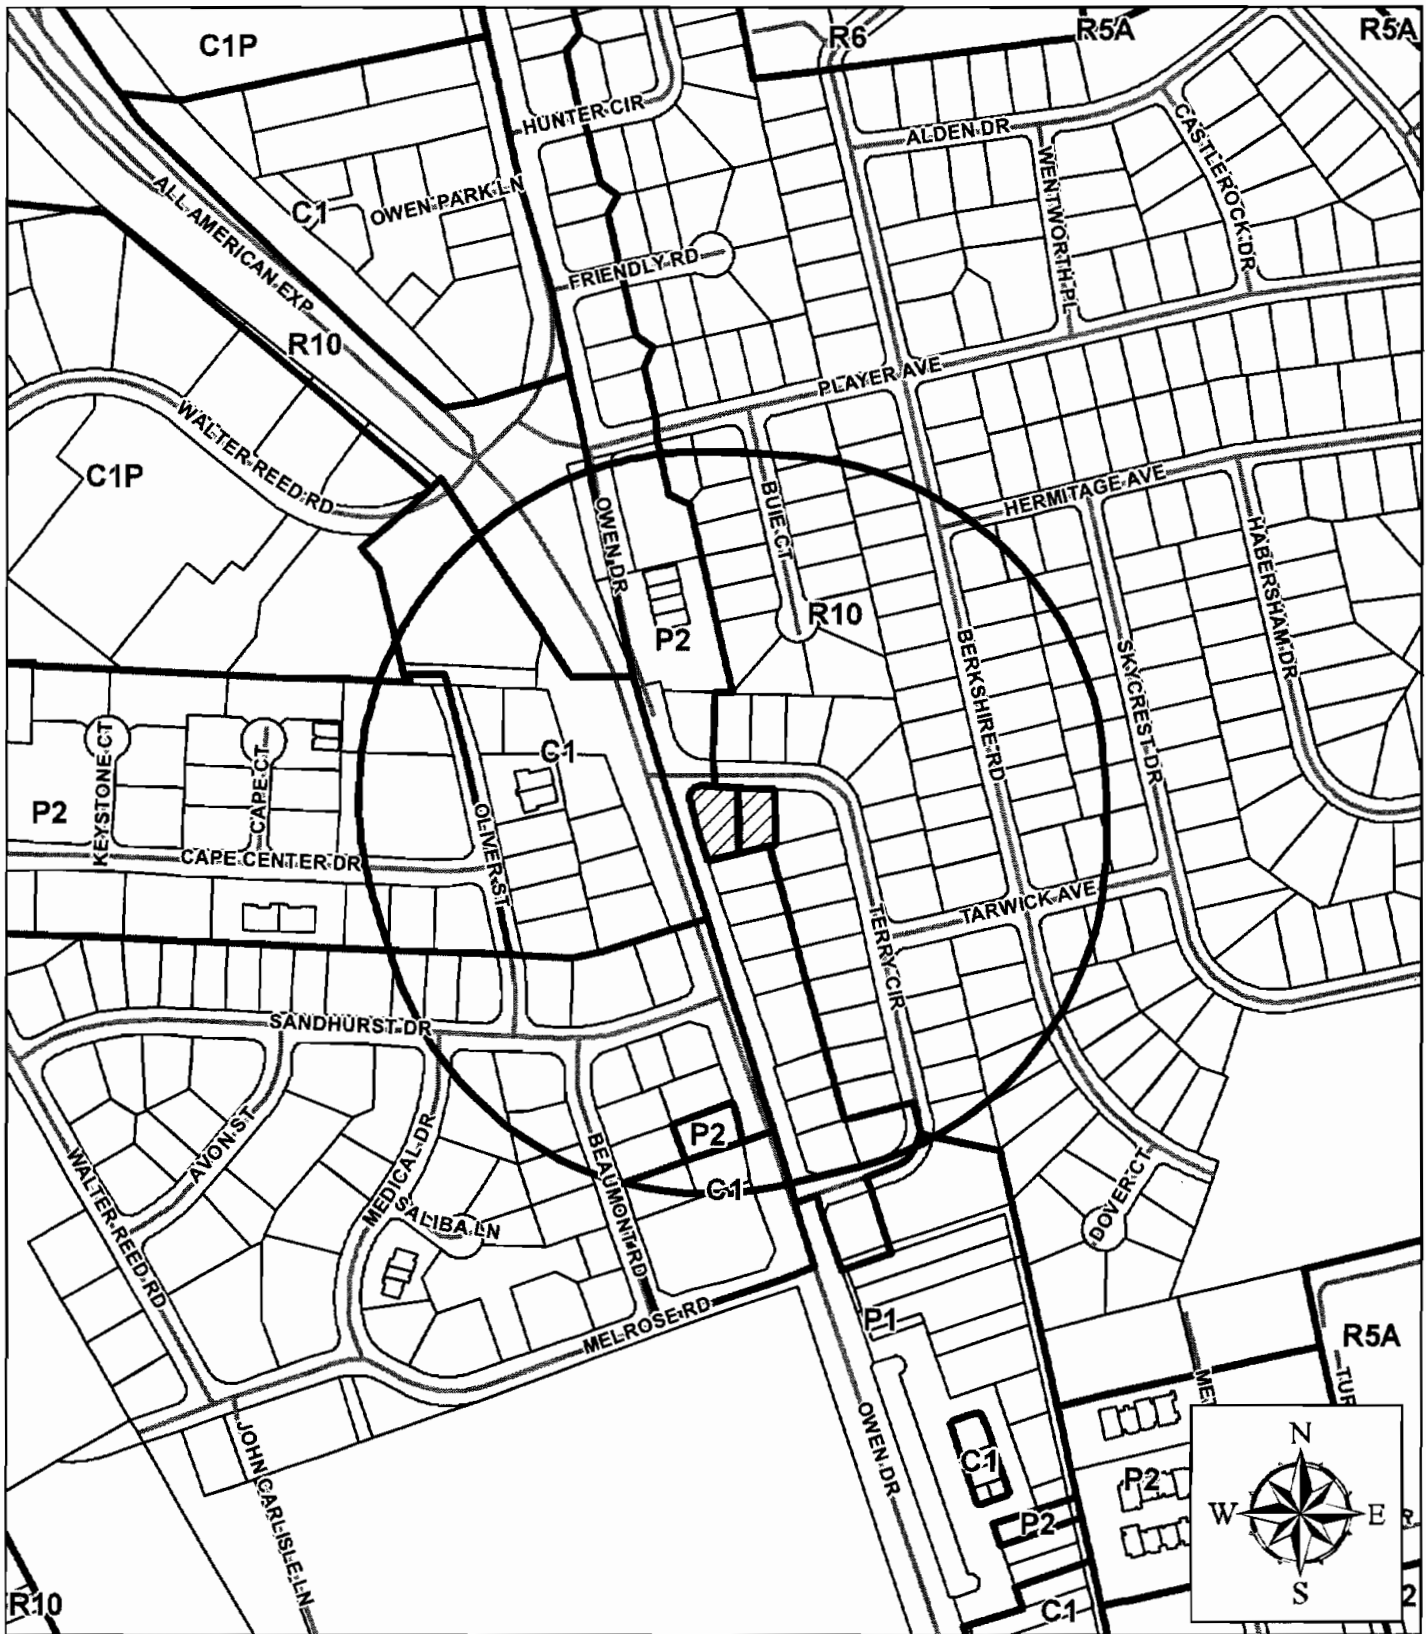 C1P
R6
R5A
R5A
HUNTER CIR
ALDEN DR
CASTLEROCK DR
WENTWORTH PL
ALL AMERICAN EXP
C1
OWEN PARK LN
FRIENDLY RD
R10
PLAYER AVE
WALTER REED RD
C1P
HERMITAGE AVE
BUIE CT
OWEN DR
HABERSHAM DR
R10
P2
BERKSHIRE RD
SKYCREST DR
KEYSTONE CT
CAPE CT
C1
P2
OLIVER ST
CAPE CENTER DR
TARWICK AVE
TERRY CIR
SANDHURST DR
AVON ST
P2
BEAUMONT RD
MEDICAL DR
WALTER REED RD
C1
DOVER CT
SALIBA LN
MELROSE RD
P1
R5A
MET
TUR
OWEN DR
JOHN CARLISLE LN
C1
P2
P2
N
W E
S
R10
C1
2